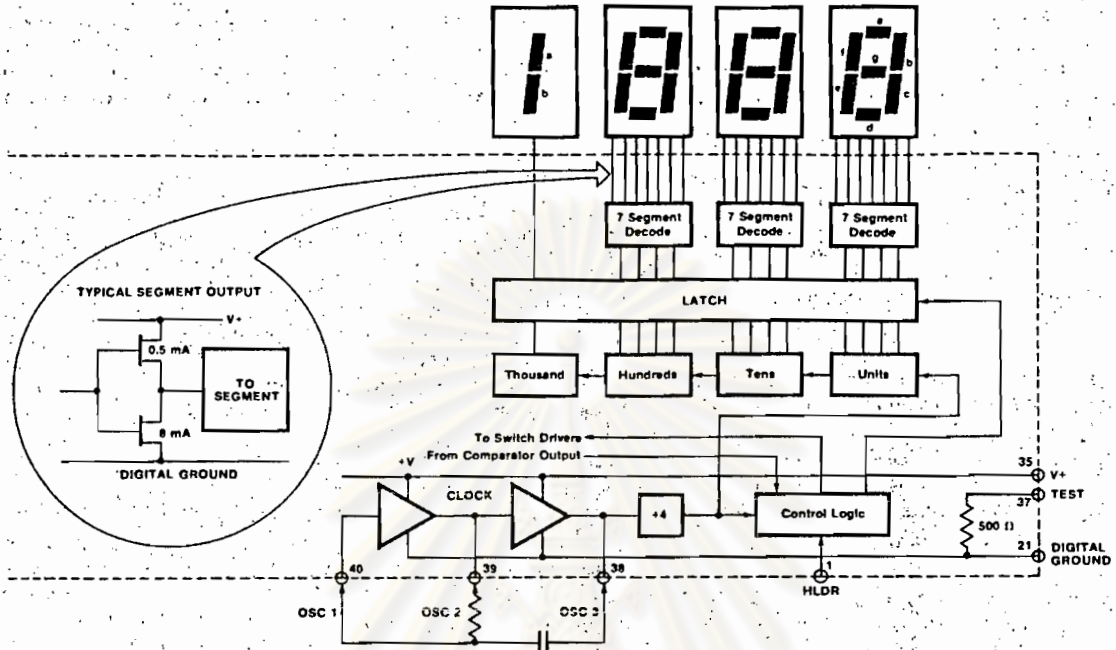 a
b
a
f
g
b
e
c
d
7 Segment
Decode
7 Segment
Decode
7 Segment
Decode
TYPICAL SEGMENT OUTPUT
V+
0.5 mA
TO
SEGMENT
8 mA
DIGITAL GROUND
LATCH
Thousand
Hundreds
Tens
Units
To Switch Drivers
From Comparator Output
+V
CLOCK
÷4
Control Logic
35
V+
TEST
37
500 Ω
21
DIGITAL
GROUND
40
39
38
1
OSC 1
OSC 2
OSC 3
HLDR